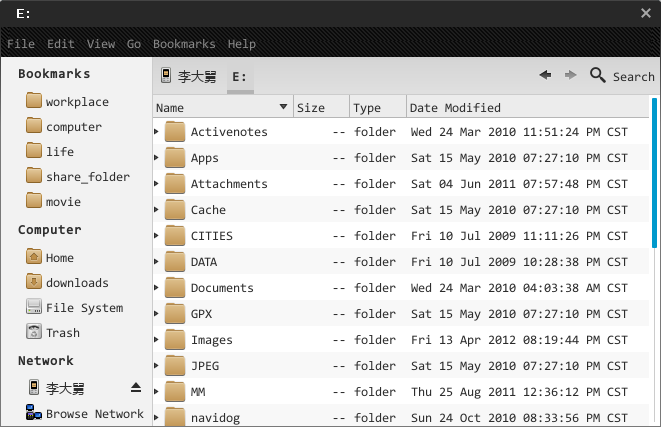 E:
File Edit View Go Bookmarks Help
Bookmarks
workplace
computer
life
share_folder
movie
Computer
Home
downloads
File System
Trash
Network
李大舅
Browse Network
李大舅 E: Search
Name Size Type Date Modified
Activenotes -- folder Wed 24 Mar 2010 11:51:24 PM CST
Apps -- folder Sat 15 May 2010 07:27:10 PM CST
Attachments -- folder Sat 04 Jun 2011 07:57:48 PM CST
Cache -- folder Sat 15 May 2010 07:27:10 PM CST
CITIES -- folder Fri 10 Jul 2009 11:11:26 PM CST
DATA -- folder Fri 10 Jul 2009 10:28:38 PM CST
Documents -- folder Wed 24 Mar 2010 04:03:38 AM CST
GPX -- folder Sat 15 May 2010 07:27:10 PM CST
Images -- folder Fri 13 Apr 2012 08:19:44 PM CST
JPEG -- folder Sat 15 May 2010 07:27:10 PM CST
MM -- folder Thu 25 Aug 2011 12:36:12 PM CST
navidog -- folder Sun 24 Oct 2010 08:33:56 PM CST